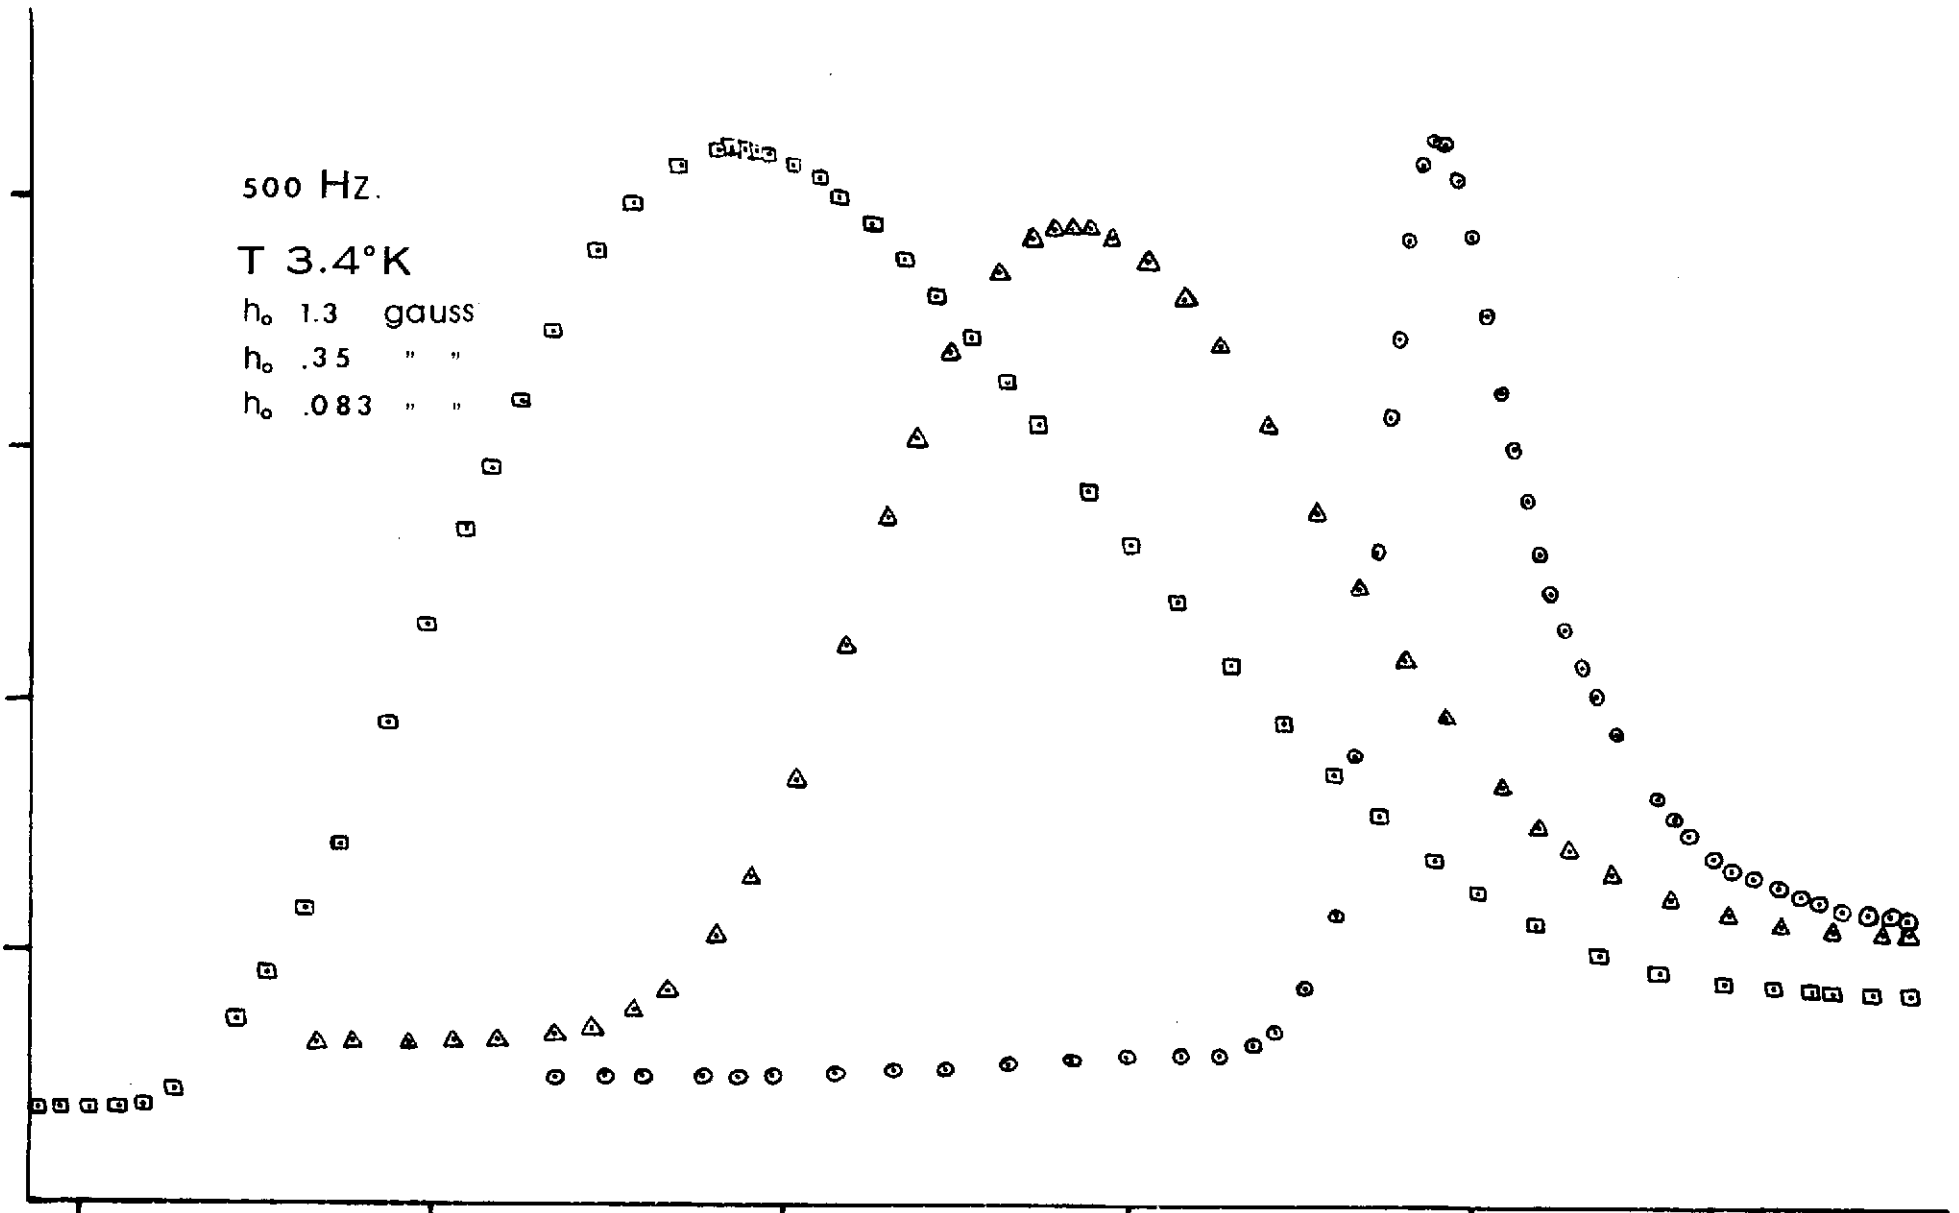 500 Hz.
T 3.4°K
h₀ 1.3 gauss
h₀ .35 " "
h₀ .083 " "